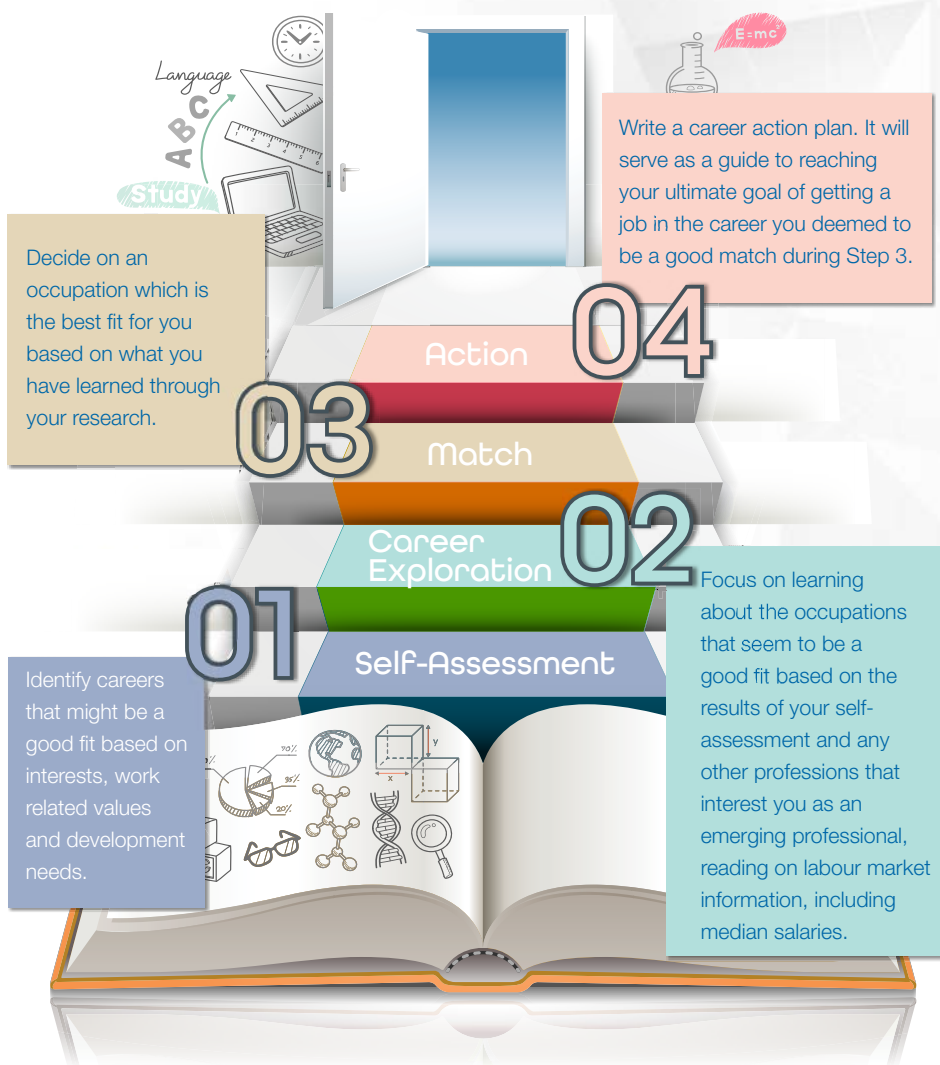 E=mc²
Language
ABC
Study
Write a career action plan. It will
serve as a guide to reaching
your ultimate goal of getting a
job in the career you deemed to
be a good match during Step 3.
04
Action
Decide on an
occupation which is
the best fit for you
based on what you
have learned through
your research.
03
Match
02
Career
Exploration
Focus on learning
about the occupations
that seem to be a
good fit based on the
results of your self-
assessment and any
other professions that
interest you as an
emerging professional,
reading on labour market
information, including
median salaries.
01
Self-Assessment
Identify careers
that might be a
good fit based on
interests, work
related values
and development
needs.
70%
35%
20%
y
x